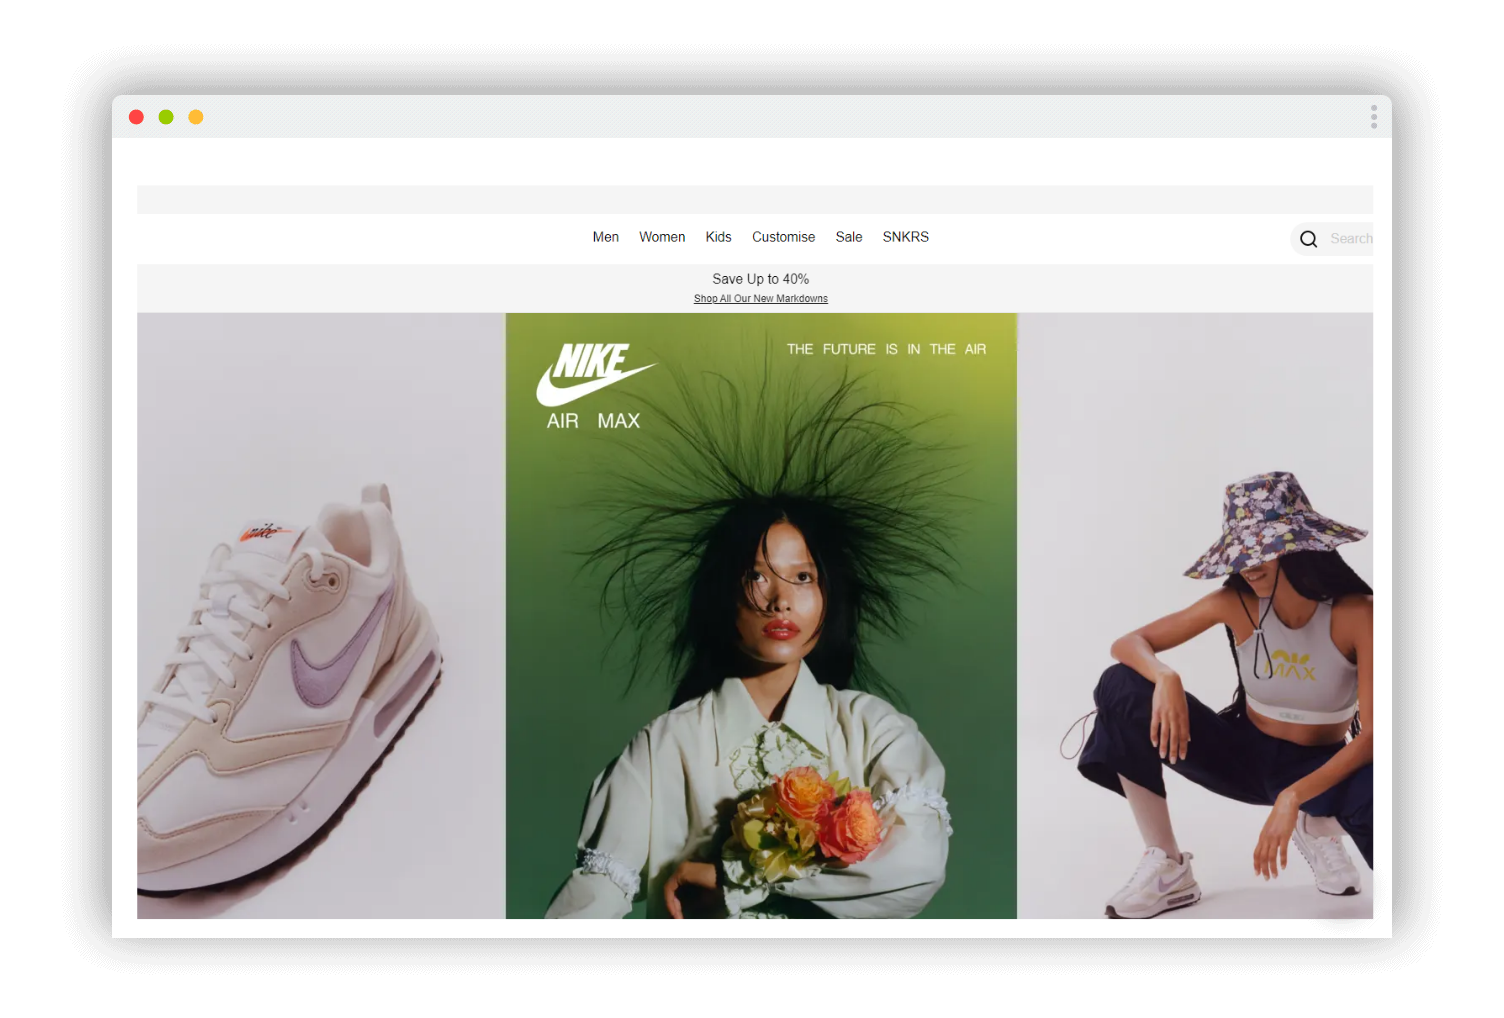 Men Women Kids Customise Sale SNKRS
Search
Save Up to 40%
Shop All Our New Markdowns
NIKE
AIR MAX
THE FUTURE IS IN THE AIR
Nike
AIR
MAX